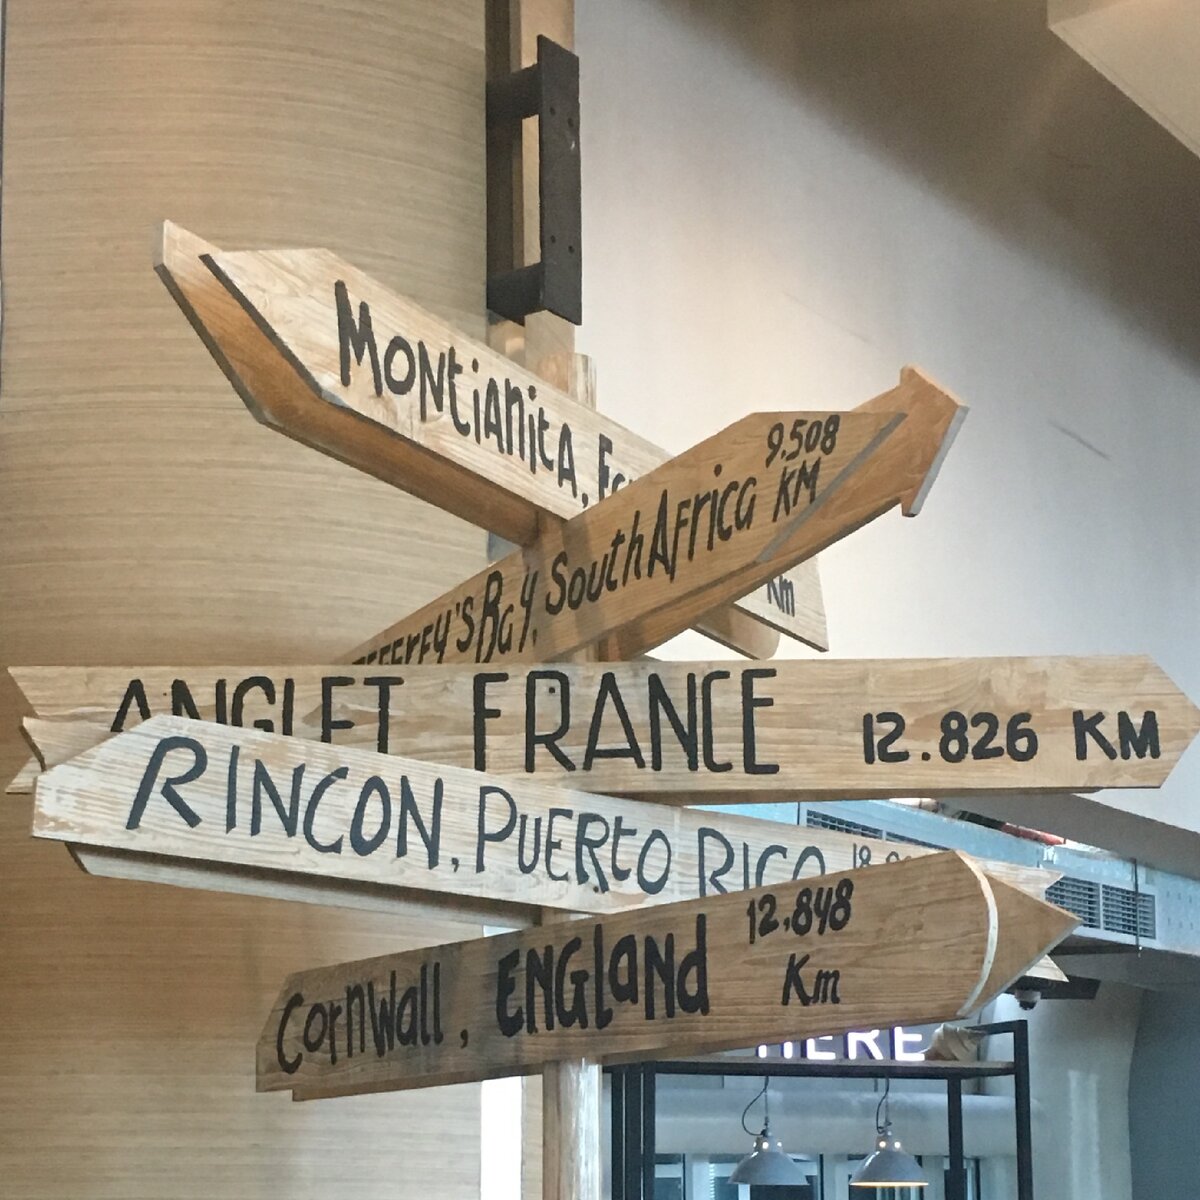 Montianita,
9.508
South Africa KM
Bay,
Km
ANGLET FRANCE 12.826 KM
RINCON, PUERto RICO
12.848
Cornwall, ENGland Km
HERE